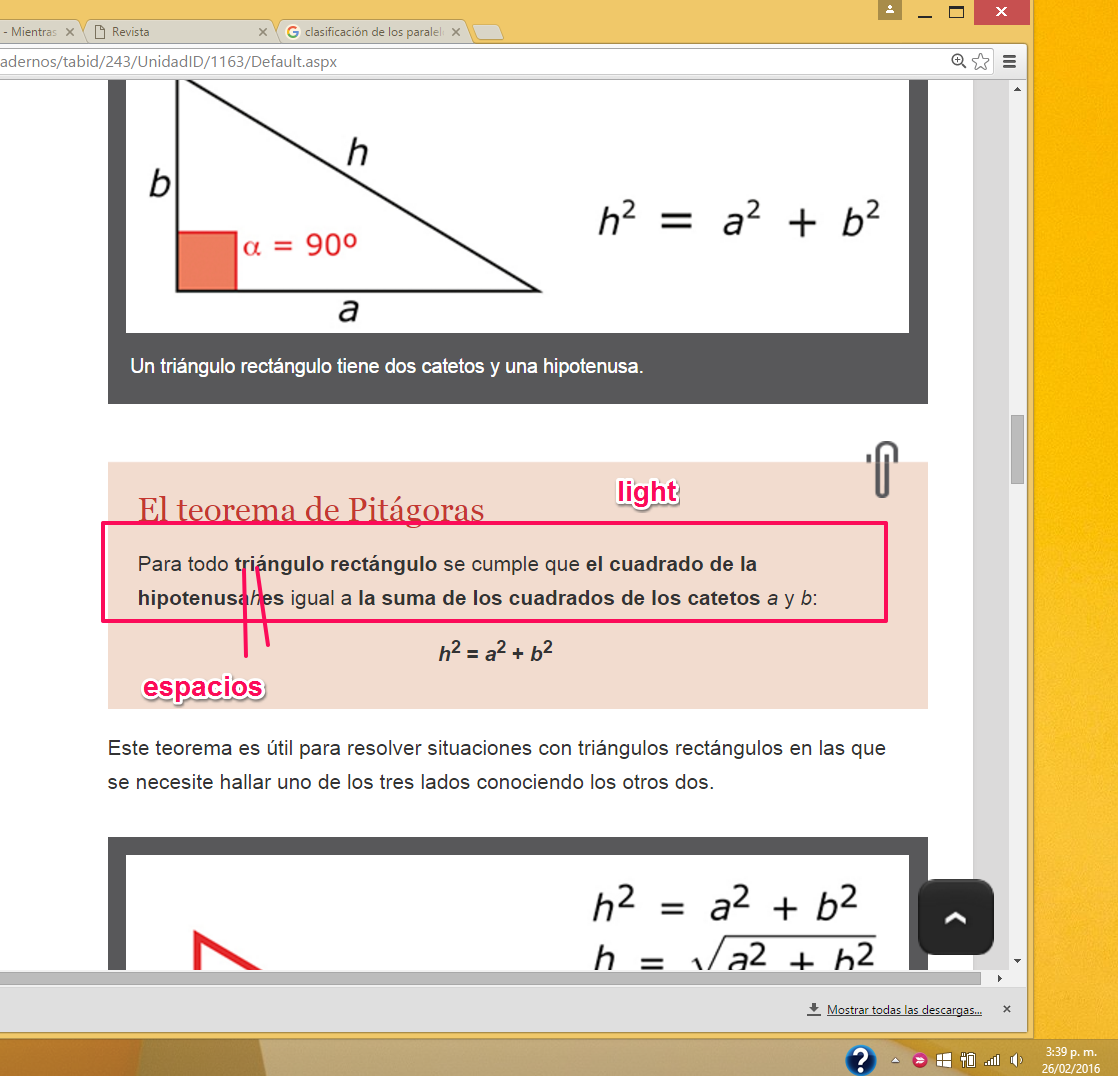 - Mientras
Revista
clasificación de los paralel
adernos/tabid/243/UnidadID/1163/Default.aspx
h
b
h² = a² + b²
α = 90º
a
Un triángulo rectángulo tiene dos catetos y una hipotenusa.
light
El teorema de Pitágoras
Para todo triángulo rectángulo se cumple que el cuadrado de la
hipotenusahes igual a la suma de los cuadrados de los catetos a y b:
h² = a² + b²
espacios
Este teorema es útil para resolver situaciones con triángulos rectángulos en las que
se necesite hallar uno de los tres lados conociendo los otros dos.
h² = a² + b²
h = √a² + b²
Mostrar todas las descargas...
3:39 p. m.
26/02/2016